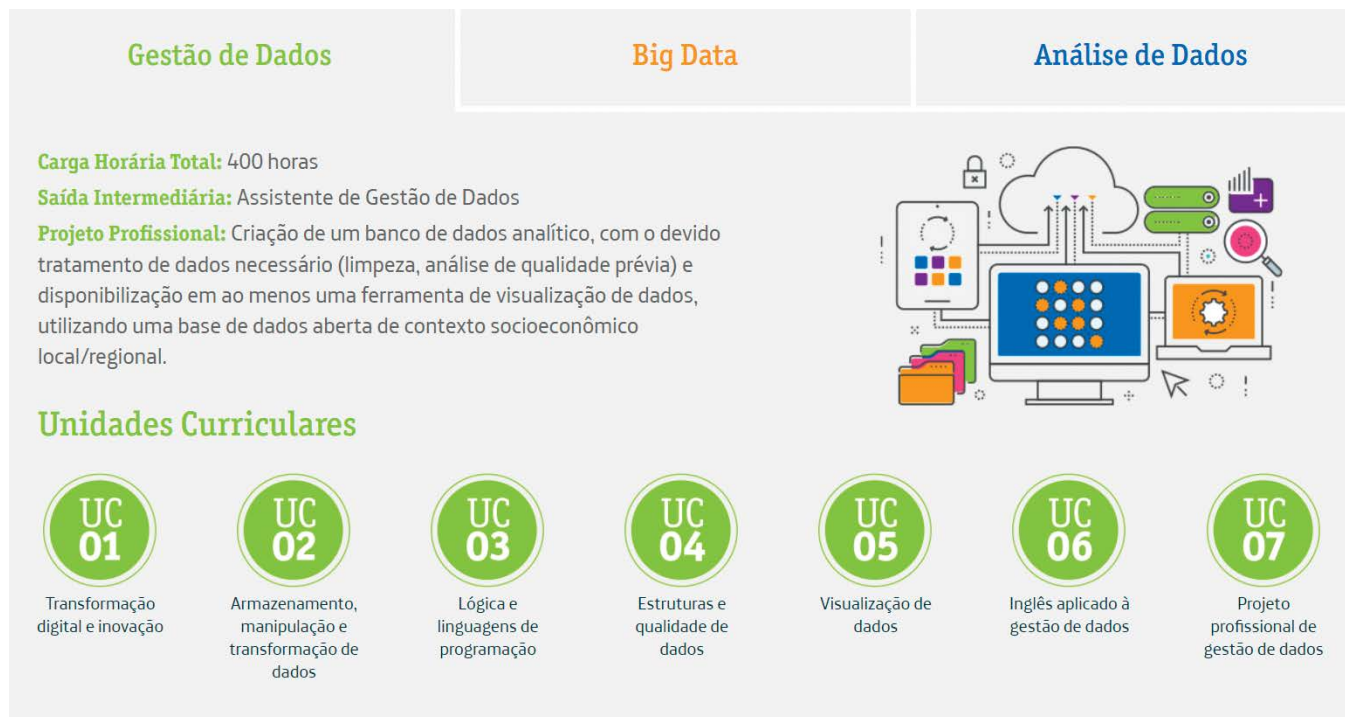 Gestão de Dados
Big Data
Análise de Dados
Carga Horária Total: 400 horas
Saída Intermediária: Assistente de Gestão de Dados
Projeto Profissional: Criação de um banco de dados analítico, com o devido
tratamento de dados necessário (limpeza, análise de qualidade prévia) e
disponibilização em ao menos uma ferramenta de visualização de dados,
utilizando uma base de dados aberta de contexto socioeconômico
local/regional.
Unidades Curriculares
UC
01
Transformação
digital e inovação
UC
02
Armazenamento,
manipulação e
transformação de
dados
UC
03
Lógica e
linguagens de
programação
UC
04
Estruturas e
qualidade de
dados
UC
05
Visualização de
dados
UC
06
Inglês aplicado à
gestão de dados
UC
07
Projeto
profissional de
gestão de dados